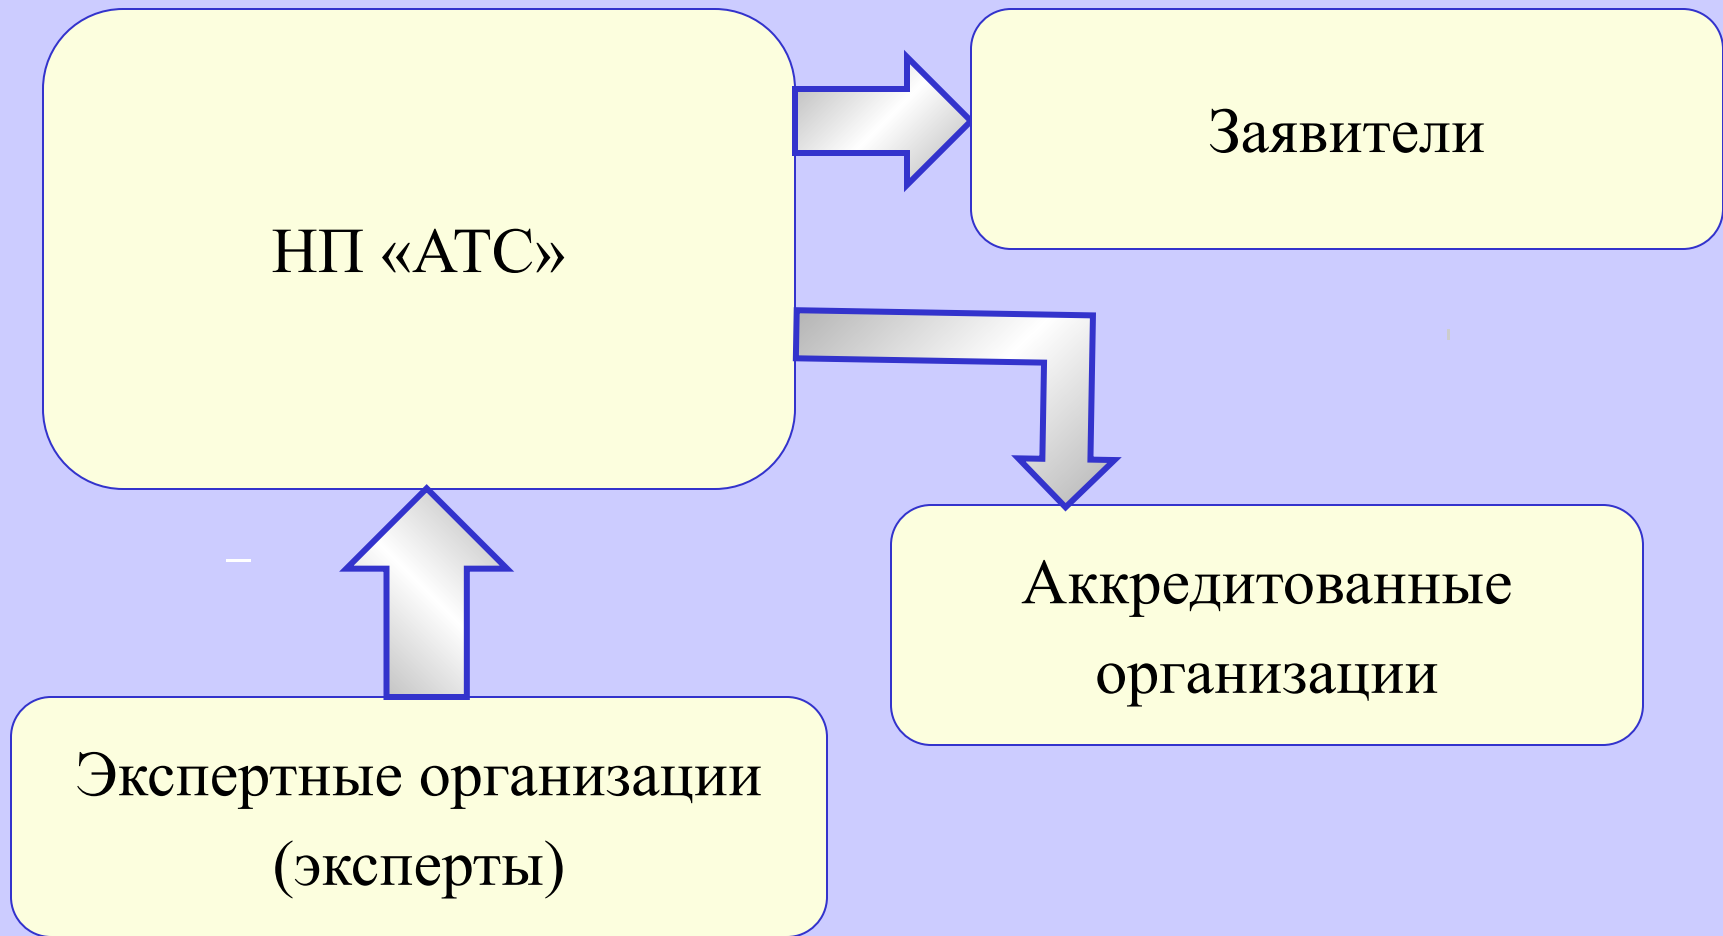 НП «АТС»
Заявители
Аккредитованные
организации
Экспертные организации
(эксперты)